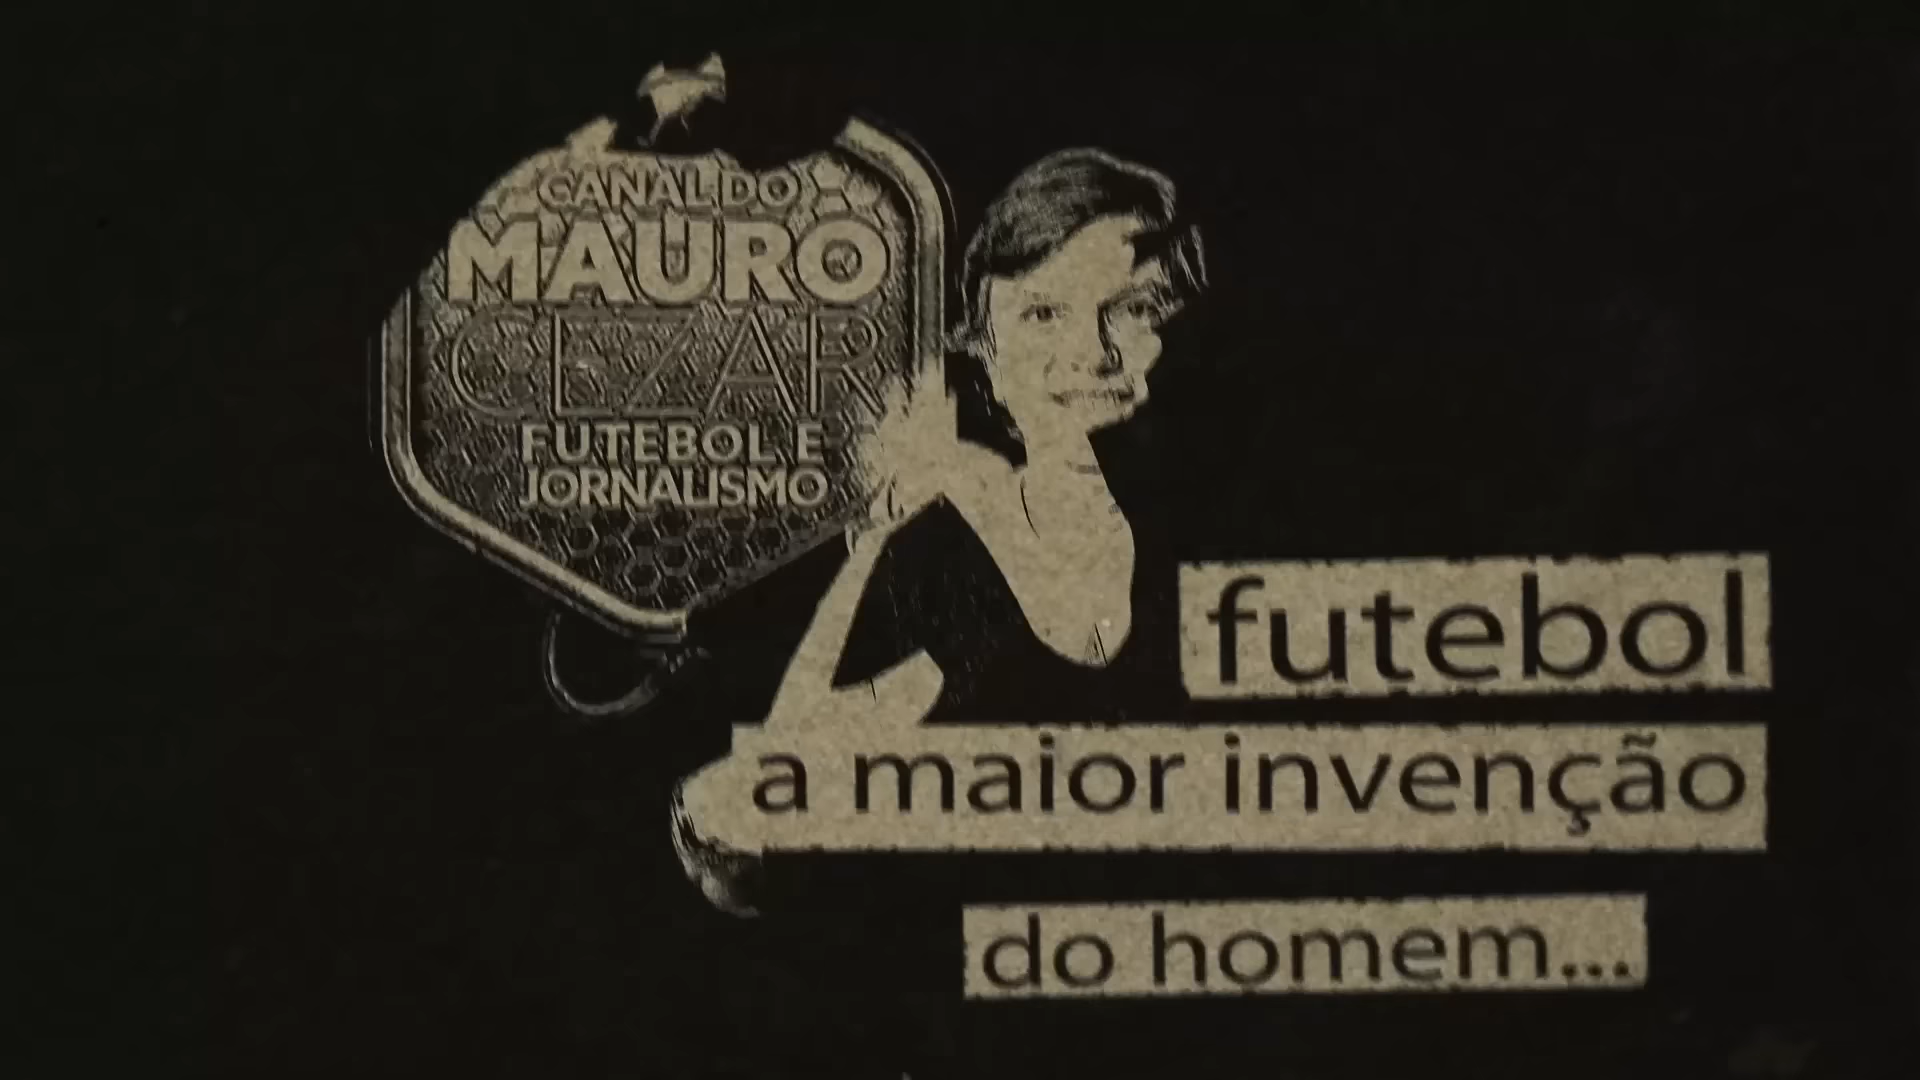 CANAL DO
MAURO
CEZAR
FUTEBOL E
JORNALISMO
futebol
a maior invenção
do homem...